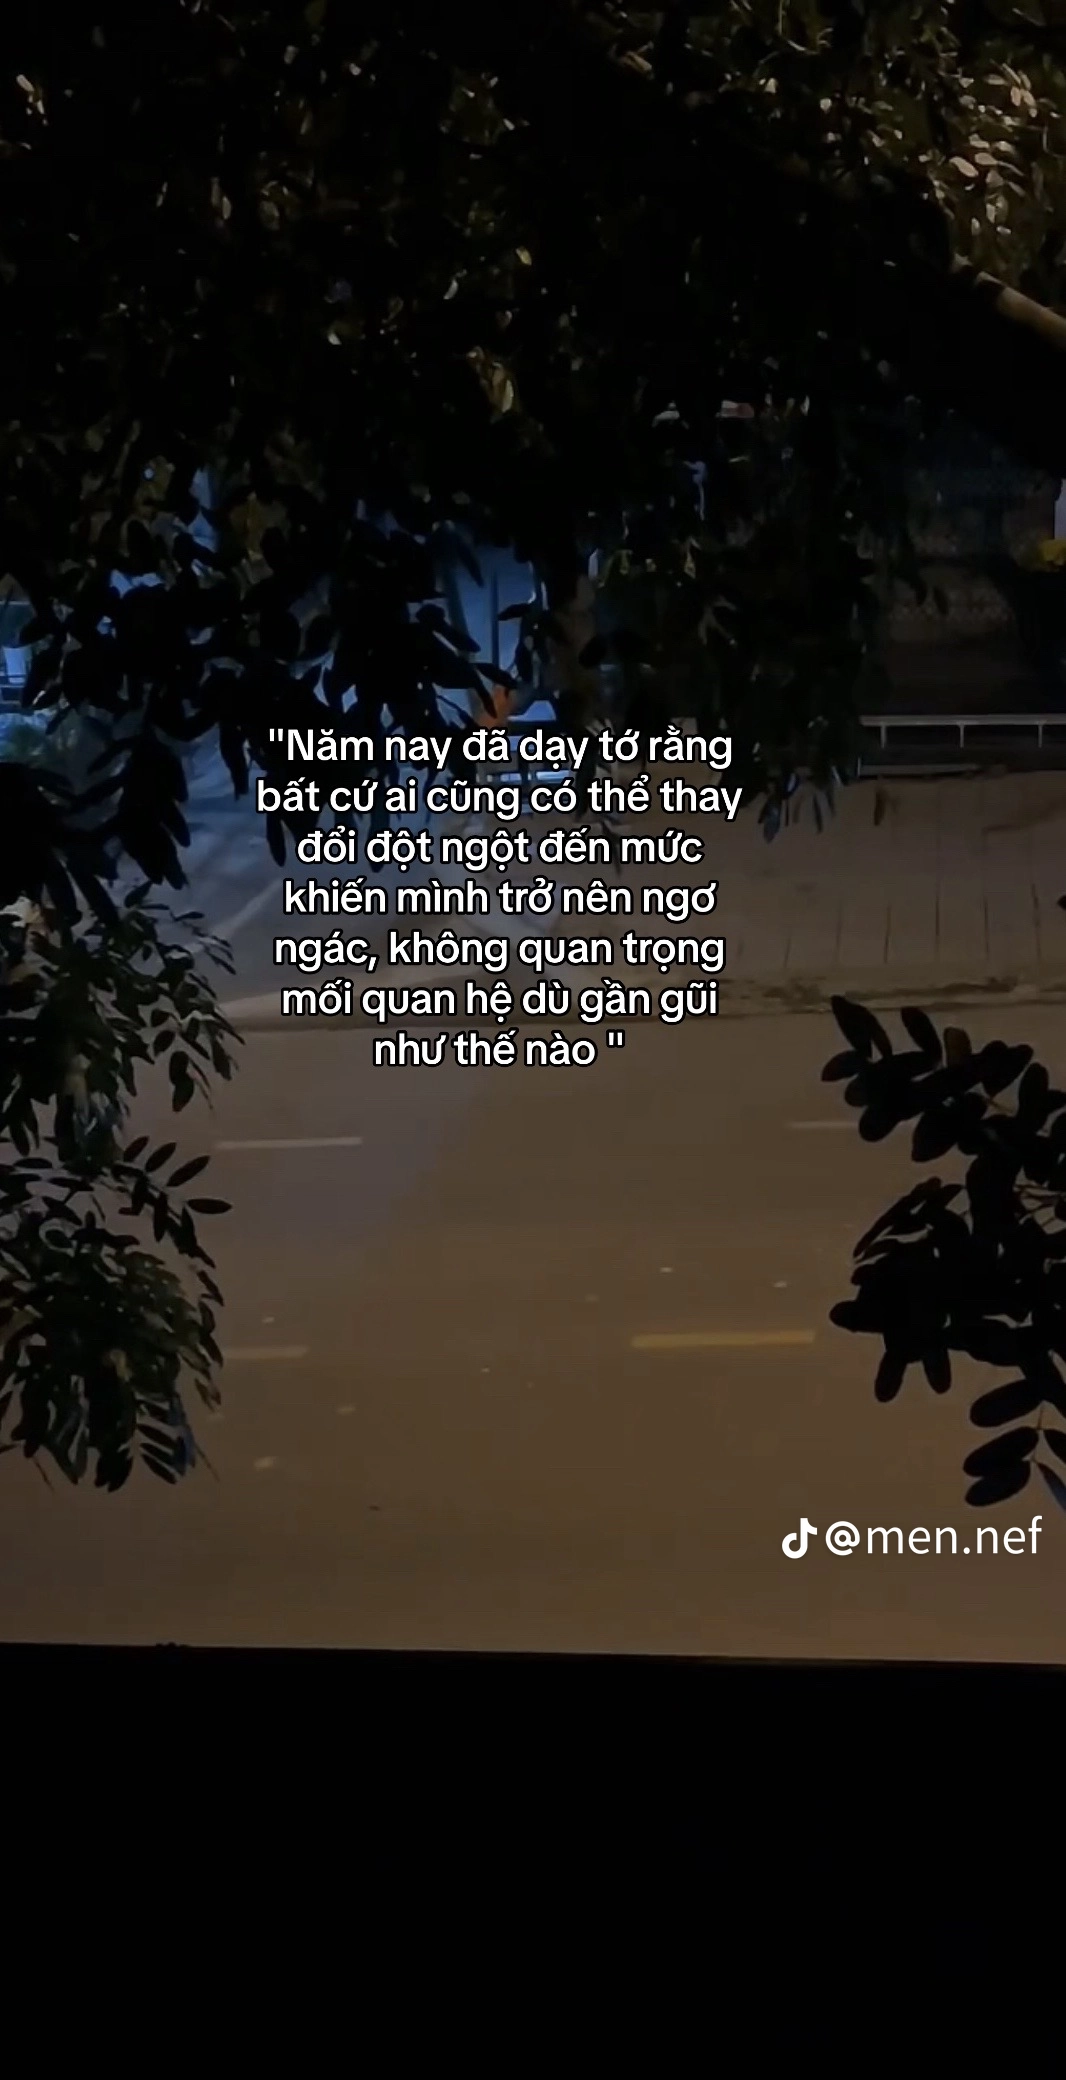 "Năm nay đã dạy tớ rằng
bất cứ ai cũng có thể thay
đổi đột ngột đến mức
khiến mình trở nên ngơ
ngác, không quan trọng
mối quan hệ dù gần gũi
như thế nào "
@men.nef